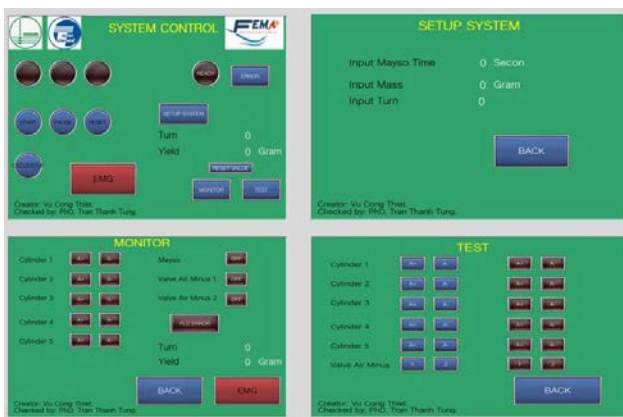 SYSTEM CONTROL
FEMA
READY
ERROR
START
PAUSE
RESET
SETUP SYSTEM
Turn 0
Yield 0 Gram
RESET VALUE
EMG
MONITOR
TEST
Creator: Vu Cong Thiet.
Checked by: PhD. Tran Thanh Tung.
SETUP SYSTEM
Input Mayso Time 0 Secon
Input Mass 0 Gram
Input Turn 0
BACK
Creator: Vu Cong Thiet.
Checked by: PhD. Tran Thanh Tung.
MONITOR
Cylinder 1 A+ A- Mayso OFF
Cylinder 2 A+ A- Valve Air Minus 1 OFF
Cylinder 3 A+ A- Valve Air Minus 2 OFF
Cylinder 4 A+ A-
Cylinder 5 A+ A-
Turn 0
Yield 0 Gram
BACK
EMG
Creator: Vu Cong Thiet.
Checked by: PhD. Tran Thanh Tung.
TEST
Cylinder 1 A+ A- A+ A-
Cylinder 2 A+ A- A+ A-
Cylinder 3 A+ A- A+ A-
Cylinder 4 A+ A- A+ A-
Cylinder 5 A+ A- A+ A-
Valve Air Minus 1 2 1 2
BACK
Creator: Vu Cong Thiet.
Checked by: PhD. Tran Thanh Tung.